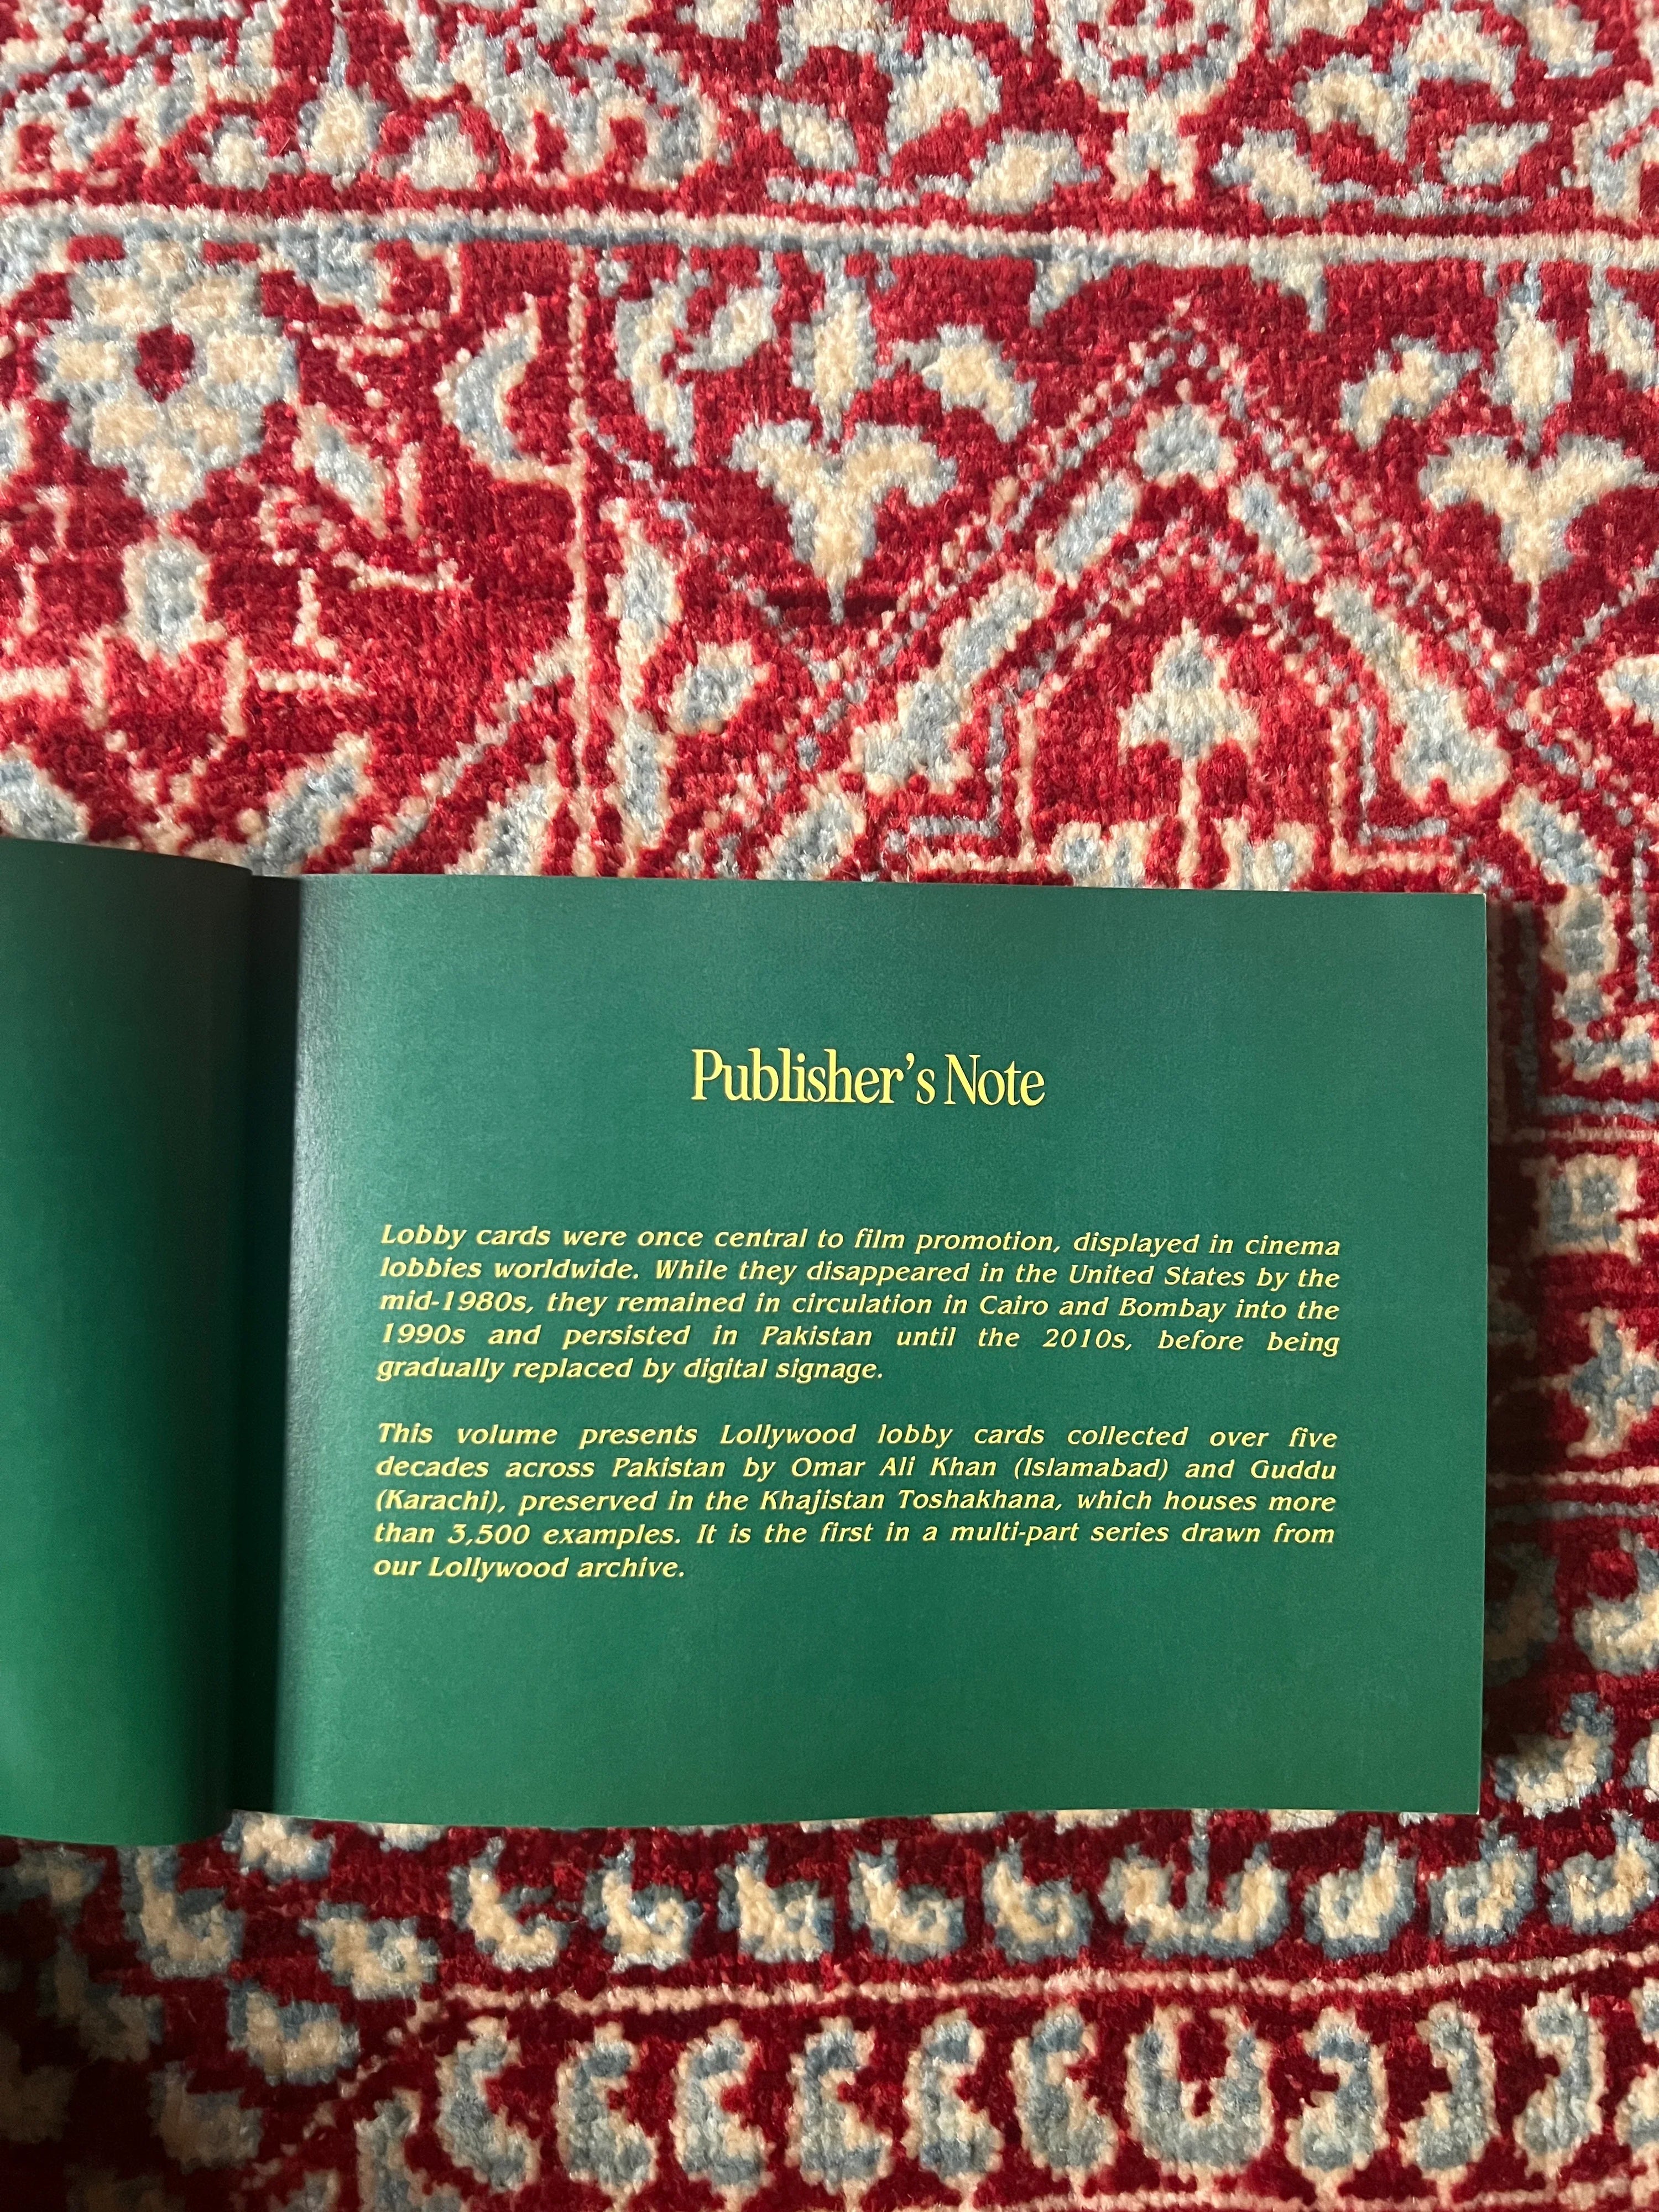 Publisher’s Note
Lobby cards were once central to film promotion, displayed in cinema
lobbies worldwide. While they disappeared in the United States by the
mid-1980s, they remained in circulation in Cairo and Bombay into the
1990s and persisted in Pakistan until the 2010s, before being
gradually replaced by digital signage.
This volume presents Lollywood lobby cards collected over five
decades across Pakistan by Omar Ali Khan (Islamabad) and Guddu
(Karachi), preserved in the Khajistan Toshakhana, which houses more
than 3,500 examples. It is the first in a multi-part series drawn from
our Lollywood archive.